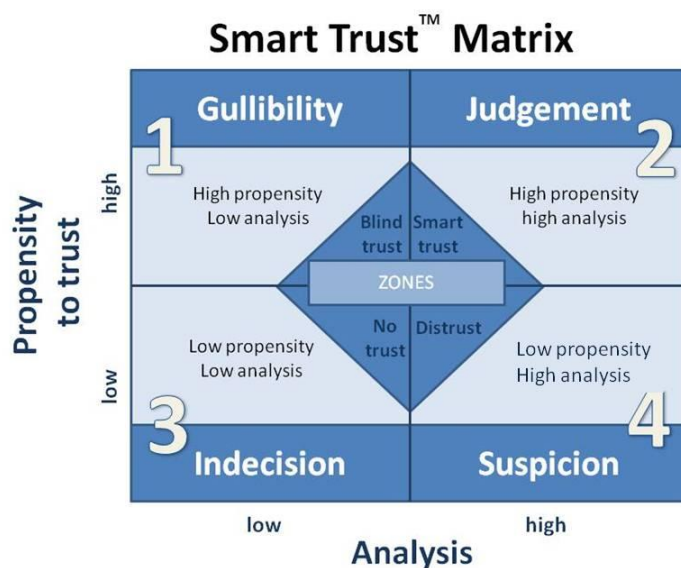 Smart Trust™ Matrix
Gullibility
Judgement
1
2
Propensity
to trust
high
low
High propensity
Low analysis
High propensity
high analysis
Blind
trust
Smart
trust
ZONES
No
trust
Distrust
Low propensity
Low analysis
Low propensity
High analysis
3
4
Indecision
Suspicion
low
high
Analysis